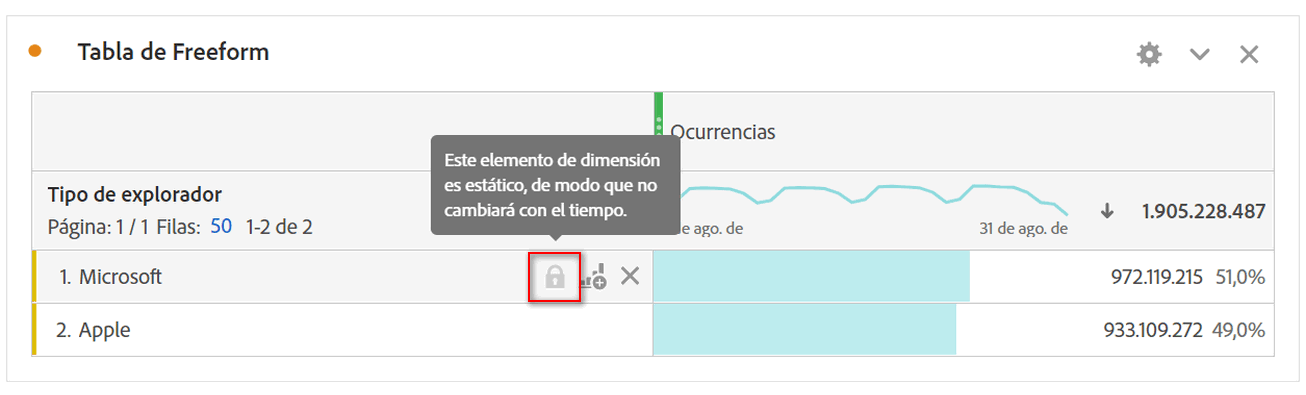 Tabla de Freeform
Ocurrencias
Este elemento de dimensión
es estático, de modo que no
cambiará con el tiempo.
Tipo de explorador
Página: 1 / 1 Filas: 50 1-2 de 2
de ago. de
31 de ago. de
1.905.228.487
1. Microsoft
972.119.215 51,0%
2. Apple
933.109.272 49,0%